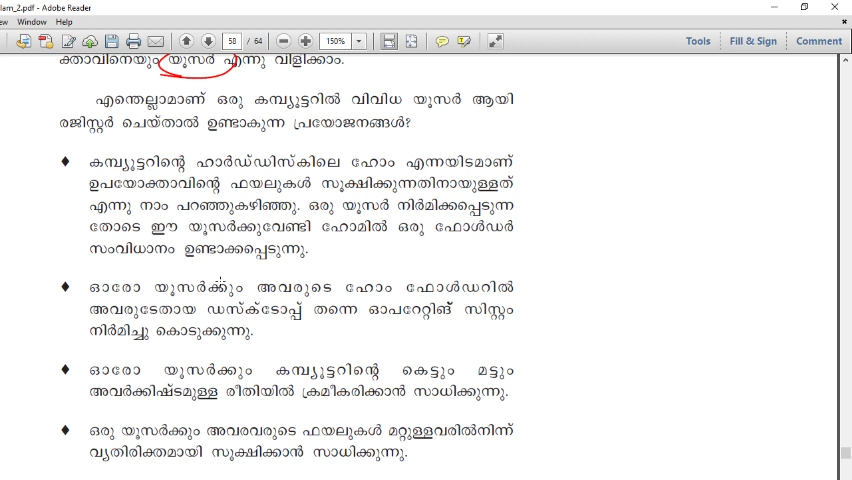 lam_2.pdf - Adobe Reader
ew Window Help
58 / 64 150% Tools Fill & Sign Comment
ക്താവിനെയും യൂസർ എന്നു വിളിക്കാം.
എന്തെല്ലാമാണ് ഒരു കമ്പ്യൂട്ടറിൽ വിവിധ യൂസർ ആയി
രജിസ്റ്റർ ചെയ്താൽ ഉണ്ടാകുന്ന പ്രയോജനങ്ങൾ?
♦ കമ്പ്യൂട്ടറിന്റെ ഹാർഡ്ഡിസ്കിലെ ഹോം എന്നയിടമാണ്
ഉപയോക്താവിന്റെ ഫയലുകൾ സൂക്ഷിക്കുന്നതിനായുള്ളത്
എന്നു നാം പറഞ്ഞുകഴിഞ്ഞു. ഒരു യൂസർ നിർമിക്കപ്പെടുന്ന
തോടെ ഈ യൂസർക്കുവേണ്ടി ഹോമിൽ ഒരു ഫോൾഡർ
സംവിധാനം ഉണ്ടാക്കപ്പെടുന്നു.
♦ ഓരോ യൂസർക്കും അവരുടെ ഹോം ഫോൾഡറിൽ
അവരുടേതായ ഡസ്ക്ടോപ്പ് തന്നെ ഓപറേറ്റിങ് സിസ്റ്റം
നിർമിച്ചു കൊടുക്കുന്നു.
♦ ഓരോ യൂസർക്കും കമ്പ്യൂട്ടറിന്റെ കെട്ടും മട്ടും
അവർക്കിഷ്ടമുള്ള രീതിയിൽ ക്രമീകരിക്കാൻ സാധിക്കുന്നു.
♦ ഒരു യൂസർക്കും അവരവരുടെ ഫയലുകൾ മറ്റുള്ളവരിൽനിന്ന്
വ്യതിരിക്തമായി സൂക്ഷിക്കാൻ സാധിക്കുന്നു.